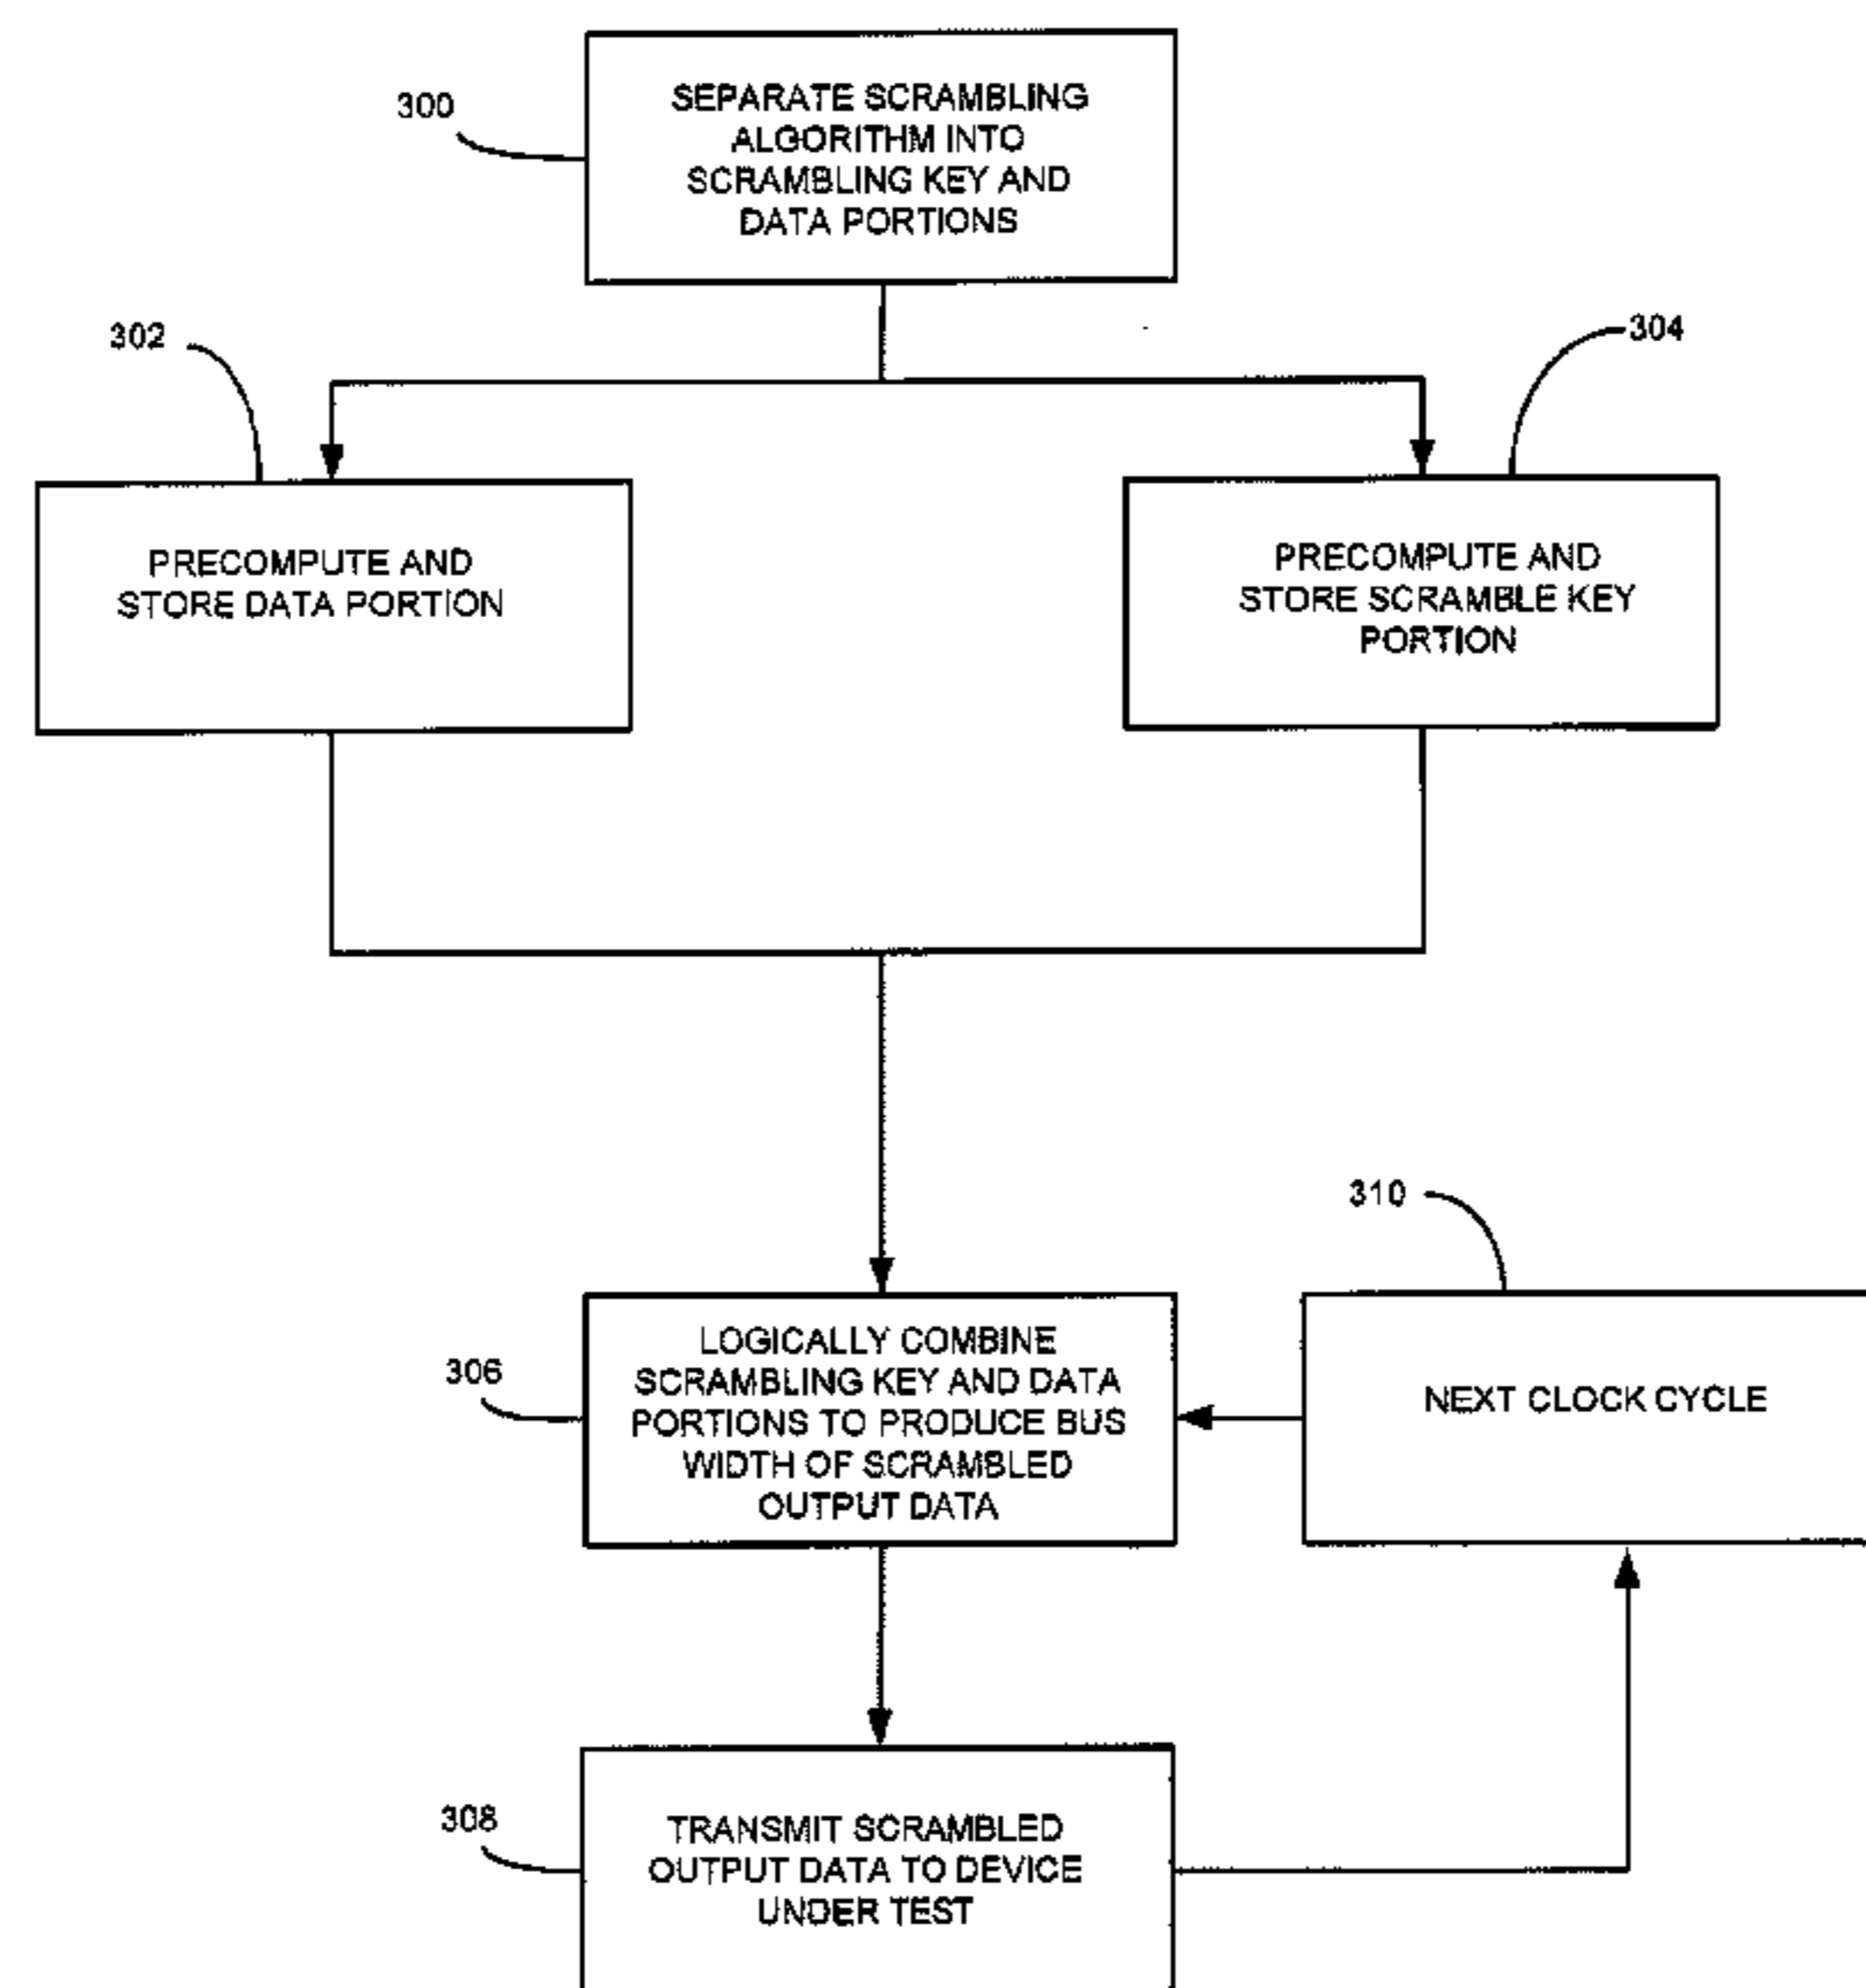 300
SEPARATE SCRAMBLING
ALGORITHM INTO
SCRAMBLING KEY AND
DATA PORTIONS
302
304
PRECOMPUTE AND
STORE DATA PORTION
PRECOMPUTE AND
STORE SCRAMBLE KEY
PORTION
310
306
LOGICALLY COMBINE
SCRAMBLING KEY AND DATA
PORTIONS TO PRODUCE BUS
WIDTH OF SCRAMBLED
OUTPUT DATA
NEXT CLOCK CYCLE
308
TRANSMIT SCRAMBLED
OUTPUT DATA TO DEVICE
UNDER TEST